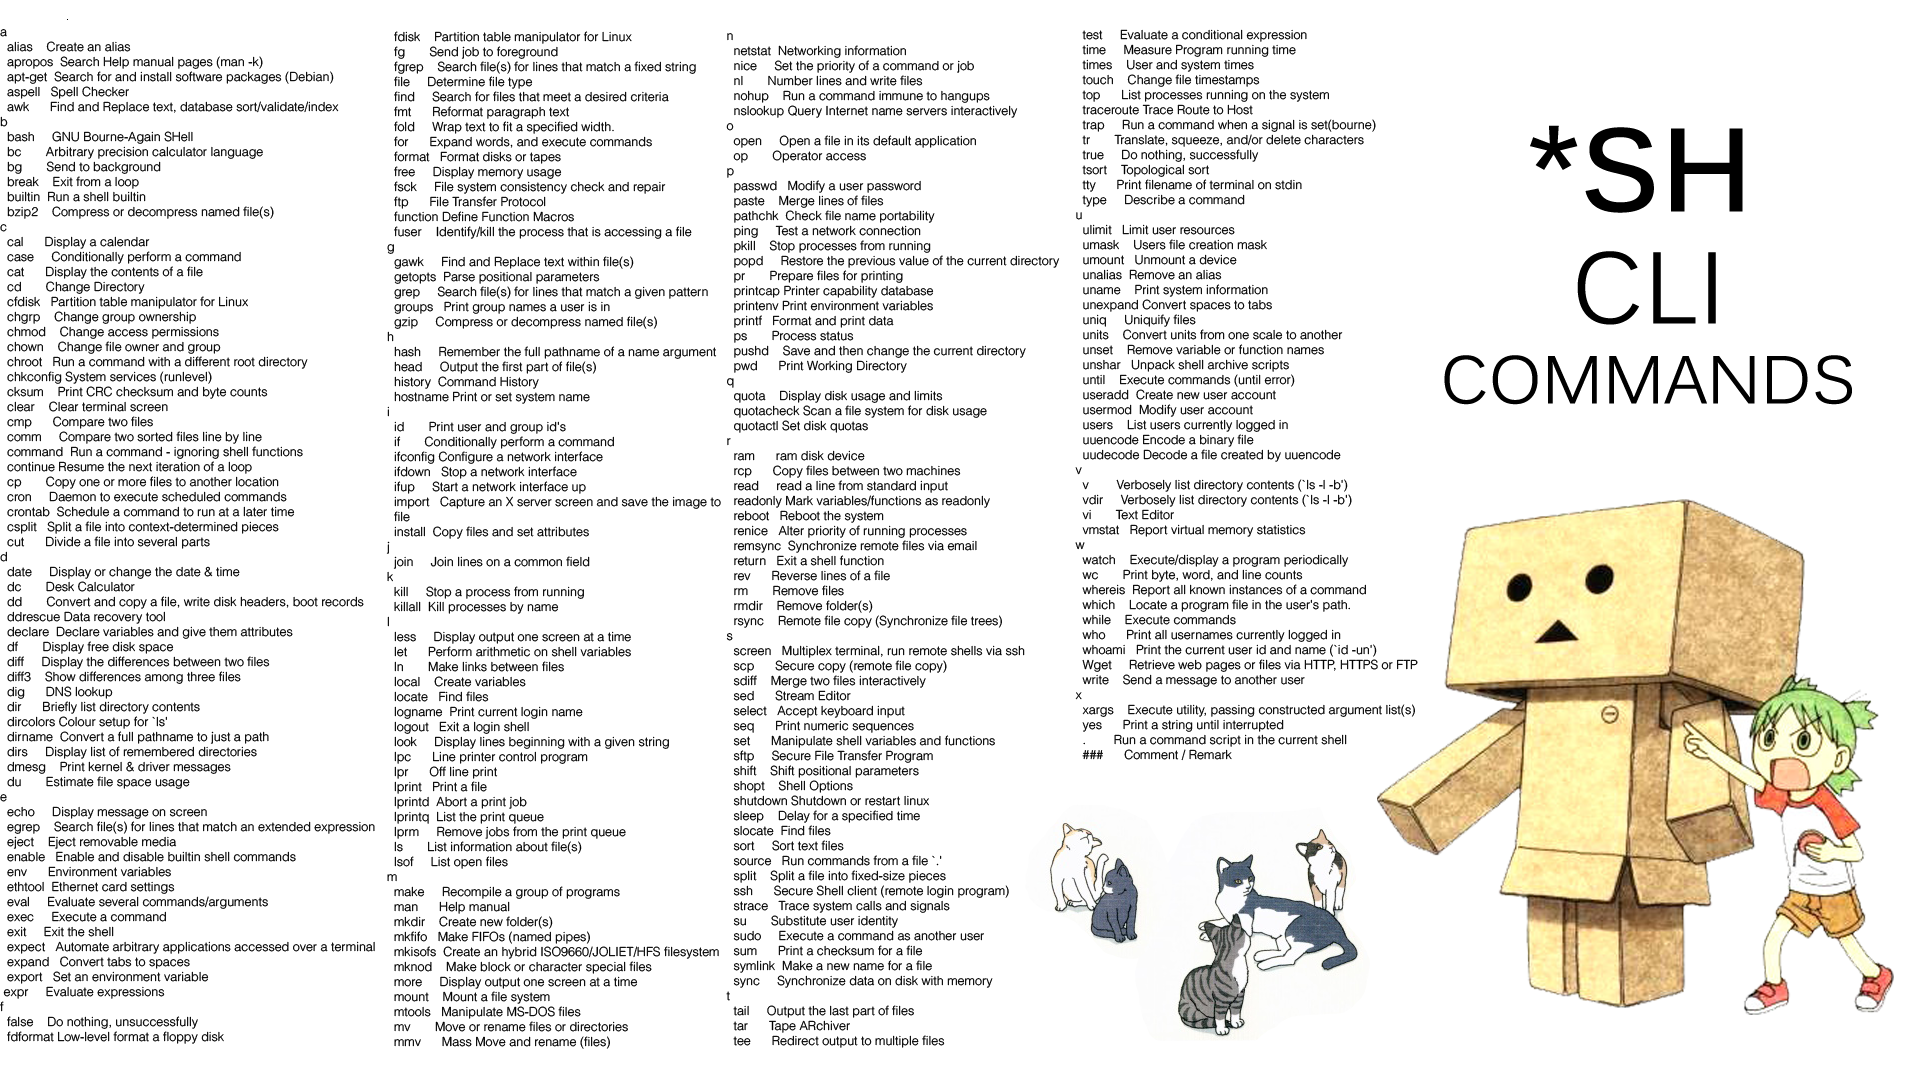 a
alias Create an alias
apropos Search Help manual pages (man -k)
apt-get Search for and install software packages (Debian)
aspell Spell Checker
awk Find and Replace text, database sort/validate/index
b
bash GNU Bourne-Again SHell
bc Arbitrary precision calculator language
bg Send to background
break Exit from a loop
builtin Run a shell builtin
bzip2 Compress or decompress named file(s)
c
cal Display a calendar
case Conditionally perform a command
cat Display the contents of a file
cd Change Directory
cfdisk Partition table manipulator for Linux
chgrp Change group ownership
chmod Change access permissions
chown Change file owner and group
chroot Run a command with a different root directory
chkconfig System services (runlevel)
cksum Print CRC checksum and byte counts
clear Clear terminal screen
cmp Compare two files
comm Compare two sorted files line by line
command Run a command - ignoring shell functions
continue Resume the next iteration of a loop
cp Copy one or more files to another location
cron Daemon to execute scheduled commands
crontab Schedule a command to run at a later time
csplit Split a file into context-determined pieces
cut Divide a file into several parts
d
date Display or change the date & time
dc Desk Calculator
dd Convert and copy a file, write disk headers, boot records
ddrescue Data recovery tool
declare Declare variables and give them attributes
df Display free disk space
diff Display the differences between two files
diff3 Show differences among three files
dig DNS lookup
dir Briefly list directory contents
dircolors Colour setup for `ls'
dirname Convert a full pathname to just a path
dirs Display list of remembered directories
dmesg Print kernel & driver messages
du Estimate file space usage
e
echo Display message on screen
egrep Search file(s) for lines that match an extended expression
eject Eject removable media
enable Enable and disable builtin shell commands
env Environment variables
ethtool Ethernet card settings
eval Evaluate several commands/arguments
exec Execute a command
exit Exit the shell
expect Automate arbitrary applications accessed over a terminal
expand Convert tabs to spaces
export Set an environment variable
expr Evaluate expressions
f
false Do nothing, unsuccessfully
fdformat Low-level format a floppy disk
fdisk Partition table manipulator for Linux
fg Send job to foreground
fgrep Search file(s) for lines that match a fixed string
file Determine file type
find Search for files that meet a desired criteria
fmt Reformat paragraph text
fold Wrap text to fit a specified width.
for Expand words, and execute commands
format Format disks or tapes
free Display memory usage
fsck File system consistency check and repair
ftp File Transfer Protocol
function Define Function Macros
fuser Identify/kill the process that is accessing a file
g
gawk Find and Replace text within file(s)
getopts Parse positional parameters
grep Search file(s) for lines that match a given pattern
groups Print group names a user is in
gzip Compress or decompress named file(s)
h
hash Remember the full pathname of a name argument
head Output the first part of file(s)
history Command History
hostname Print or set system name
i
id Print user and group id's
if Conditionally perform a command
ifconfig Configure a network interface
ifdown Stop a network interface
ifup Start a network interface up
import Capture an X server screen and save the image to
file
install Copy files and set attributes
j
join Join lines on a common field
k
kill Stop a process from running
killall Kill processes by name
l
less Display output one screen at a time
let Perform arithmetic on shell variables
ln Make links between files
local Create variables
locate Find files
logname Print current login name
logout Exit a login shell
look Display lines beginning with a given string
lpc Line printer control program
lpr Off line print
lprint Print a file
lprintd Abort a print job
lprintq List the print queue
lprm Remove jobs from the print queue
ls List information about file(s)
lsof List open files
m
make Recompile a group of programs
man Help manual
mkdir Create new folder(s)
mkfifo Make FIFOs (named pipes)
mkisofs Create an hybrid ISO9660/JOLIET/HFS filesystem
mknod Make block or character special files
more Display output one screen at a time
mount Mount a file system
mtools Manipulate MS-DOS files
mv Move or rename files or directories
mmv Mass Move and rename (files)
n
netstat Networking information
nice Set the priority of a command or job
nl Number lines and write files
nohup Run a command immune to hangups
nslookup Query Internet name servers interactively
o
open Open a file in its default application
op Operator access
p
passwd Modify a user password
paste Merge lines of files
pathchk Check file name portability
ping Test a network connection
pkill Stop processes from running
popd Restore the previous value of the current directory
pr Prepare files for printing
printcap Printer capability database
printenv Print environment variables
printf Format and print data
ps Process status
pushd Save and then change the current directory
pwd Print Working Directory
q
quota Display disk usage and limits
quotacheck Scan a file system for disk usage
quotactl Set disk quotas
r
ram ram disk device
rcp Copy files between two machines
read read a line from standard input
readonly Mark variables/functions as readonly
reboot Reboot the system
renice Alter priority of running processes
remsync Synchronize remote files via email
return Exit a shell function
rev Reverse lines of a file
rm Remove files
rmdir Remove folder(s)
rsync Remote file copy (Synchronize file trees)
s
screen Multiplex terminal, run remote shells via ssh
scp Secure copy (remote file copy)
sdiff Merge two files interactively
sed Stream Editor
select Accept keyboard input
seq Print numeric sequences
set Manipulate shell variables and functions
sftp Secure File Transfer Program
shift Shift positional parameters
shopt Shell Options
shutdown Shutdown or restart linux
sleep Delay for a specified time
slocate Find files
sort Sort text files
source Run commands from a file `.'
split Split a file into fixed-size pieces
ssh Secure Shell client (remote login program)
strace Trace system calls and signals
su Substitute user identity
sudo Execute a command as another user
sum Print a checksum for a file
symlink Make a new name for a file
sync Synchronize data on disk with memory
t
tail Output the last part of files
tar Tape ARchiver
tee Redirect output to multiple files
test Evaluate a conditional expression
time Measure Program running time
times User and system times
touch Change file timestamps
top List processes running on the system
traceroute Trace Route to Host
trap Run a command when a signal is set(bourne)
tr Translate, squeeze, and/or delete characters
true Do nothing, successfully
tsort Topological sort
tty Print filename of terminal on stdin
type Describe a command
u
ulimit Limit user resources
umask Users file creation mask
umount Unmount a device
unalias Remove an alias
uname Print system information
unexpand Convert spaces to tabs
uniq Uniquify files
units Convert units from one scale to another
unset Remove variable or function names
unshar Unpack shell archive scripts
until Execute commands (until error)
useradd Create new user account
usermod Modify user account
users List users currently logged in
uuencode Encode a binary file
uudecode Decode a file created by uuencode
v
v Verbosely list directory contents (`ls -l -b')
vdir Verbosely list directory contents (`ls -l -b')
vi Text Editor
vmstat Report virtual memory statistics
w
watch Execute/display a program periodically
wc Print byte, word, and line counts
whereis Report all known instances of a command
which Locate a program file in the user's path.
while Execute commands
who Print all usernames currently logged in
whoami Print the current user id and name (`id -un')
Wget Retrieve web pages or files via HTTP, HTTPS or FTP
write Send a message to another user
x
xargs Execute utility, passing constructed argument list(s)
yes Print a string until interrupted
. Run a command script in the current shell
### Comment / Remark
*SH
CLI
COMMANDS